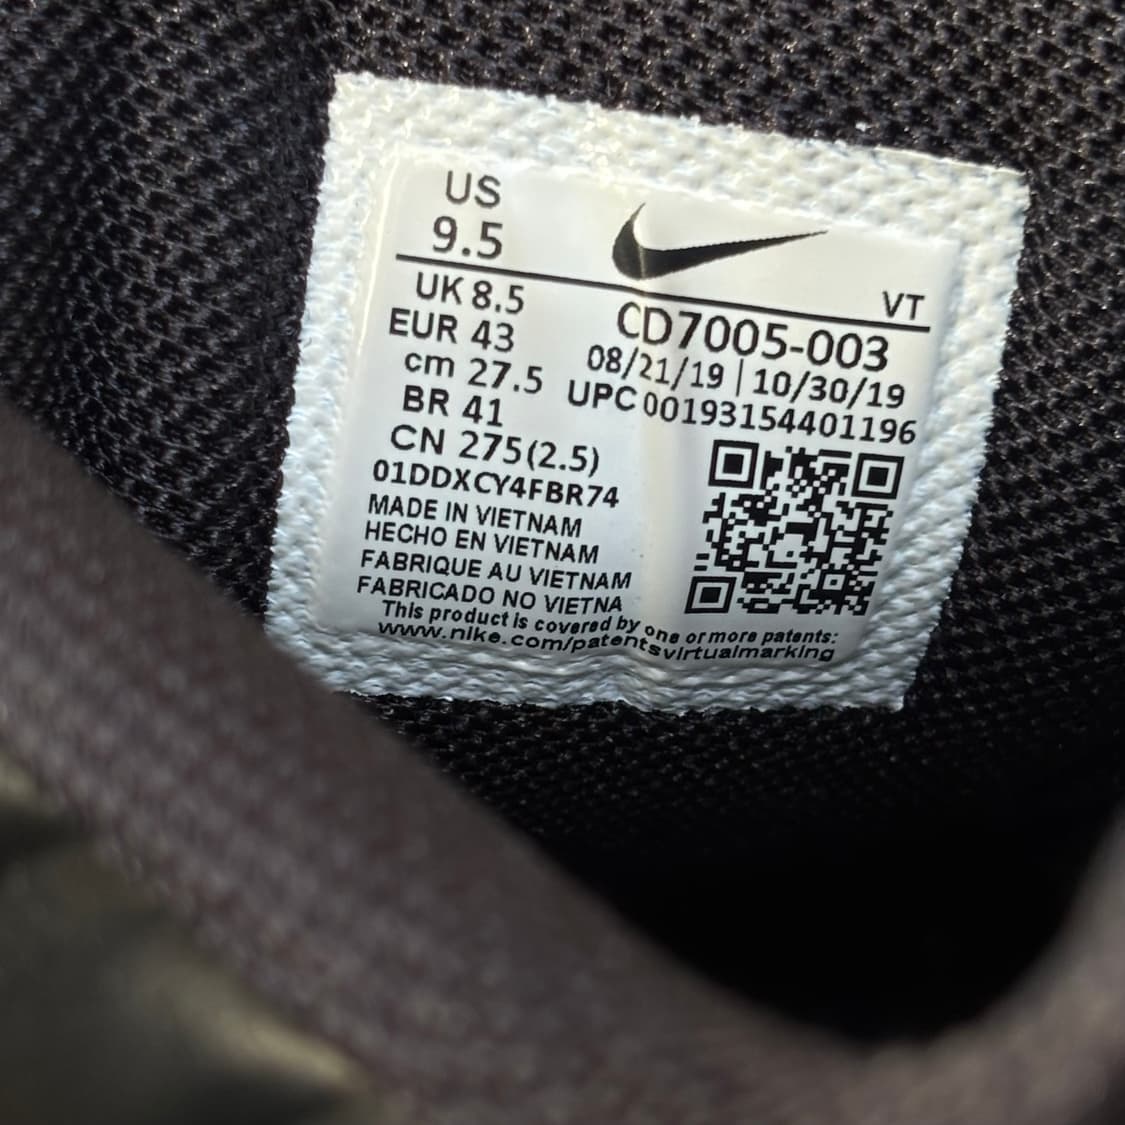 US
9.5
VT
UK 8.5
EUR 43
cm 27.5
BR 41
CN 275(2.5)
01DDXCY4FBR74
MADE IN VIETNAM
HECHO EN VIETNAM
FABRIQUE AU VIETNAM
FABRICADO NO VIETNA
CD7005-003
08/21/19 | 10/30/19
UPC 00193154401196
This product is covered by one or more patents:
www.nike.com/patentsvirtualmarking